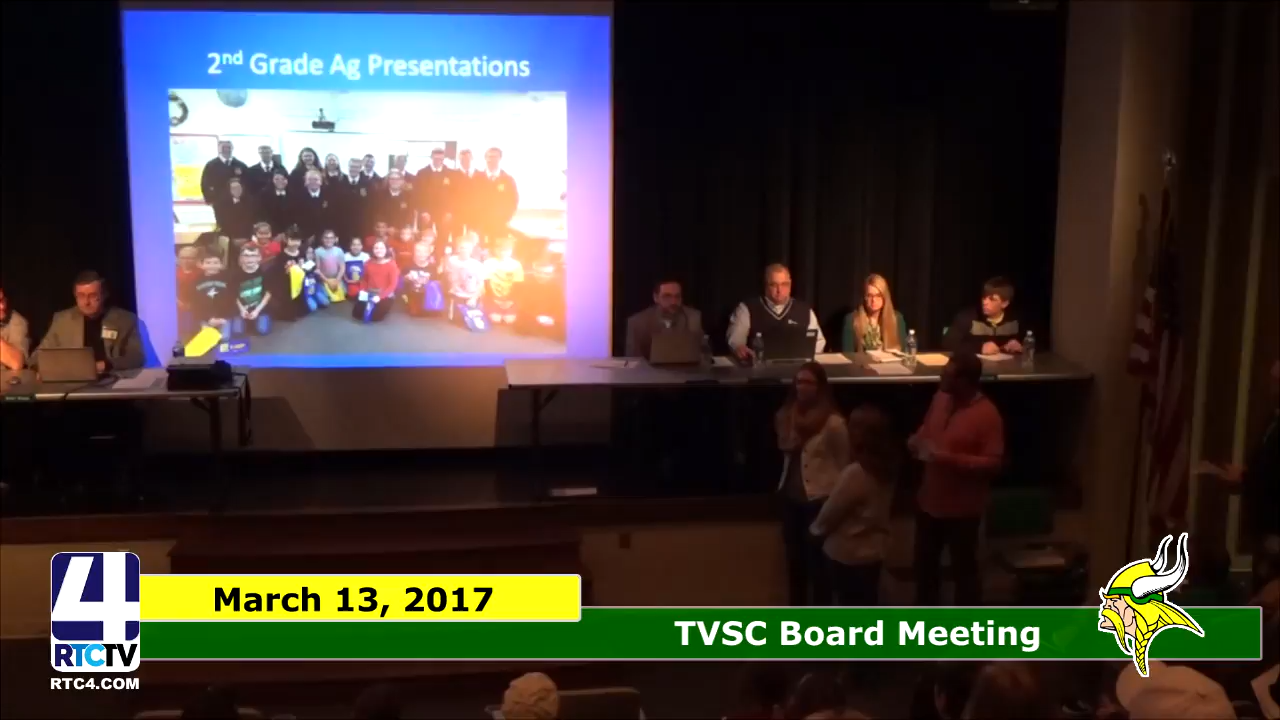 2nd Grade Ag Presentations
4
RTCTV
RTC4.COM
March 13, 2017
TVSC Board Meeting